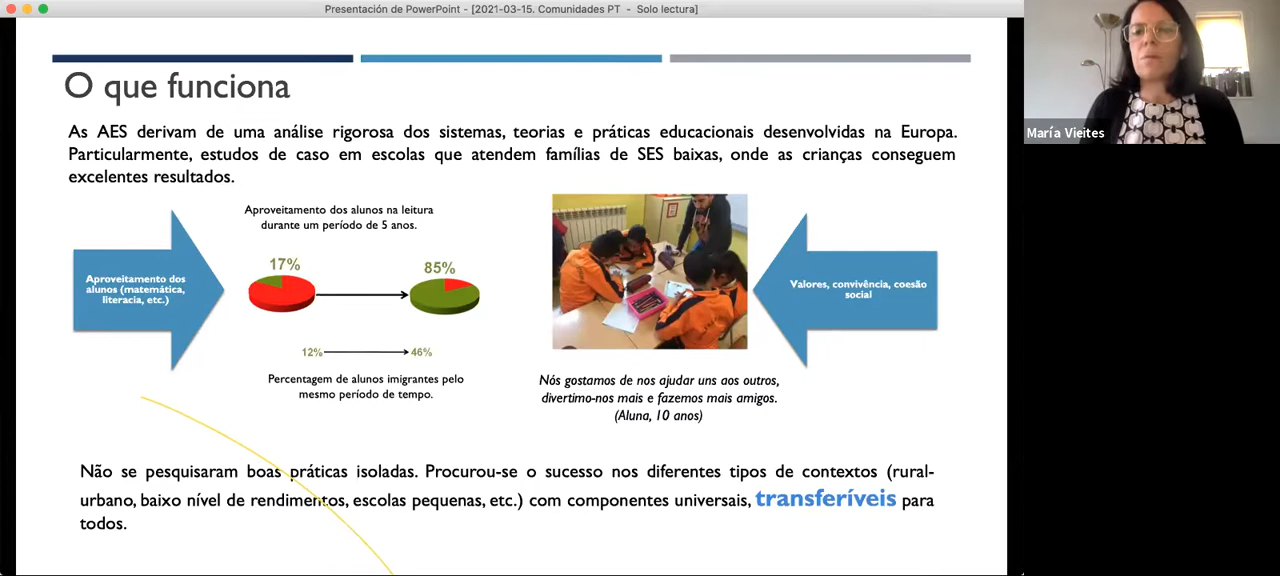 Presentación de PowerPoint - [2021-03-15. Comunidades PT - Solo lectura]
María Vieites
O que funciona
As AES derivam de uma análise rigorosa dos sistemas, teorias e práticas educacionais desenvolvidas na Europa.
Particularmente, estudos de caso em escolas que atendem famílias de SES baixas, onde as crianças conseguem
excelentes resultados.
Aproveitamento dos
alunos (matemática,
literacia, etc.)
Aproveitamento dos alunos na leitura
durante um período de 5 anos.
17%
85%
12%
46%
Percentagem de alunos imigrantes pelo
mesmo período de tempo.
Valores, convivência, coesão
social
Nós gostamos de nos ajudar uns aos outros,
divertimo-nos mais e fazemos mais amigos.
(Aluna, 10 anos)
Não se pesquisaram boas práticas isoladas. Procurou-se o sucesso nos diferentes tipos de contextos (rural-
urbano, baixo nível de rendimentos, escolas pequenas, etc.) com componentes universais, transferíveis para
todos.